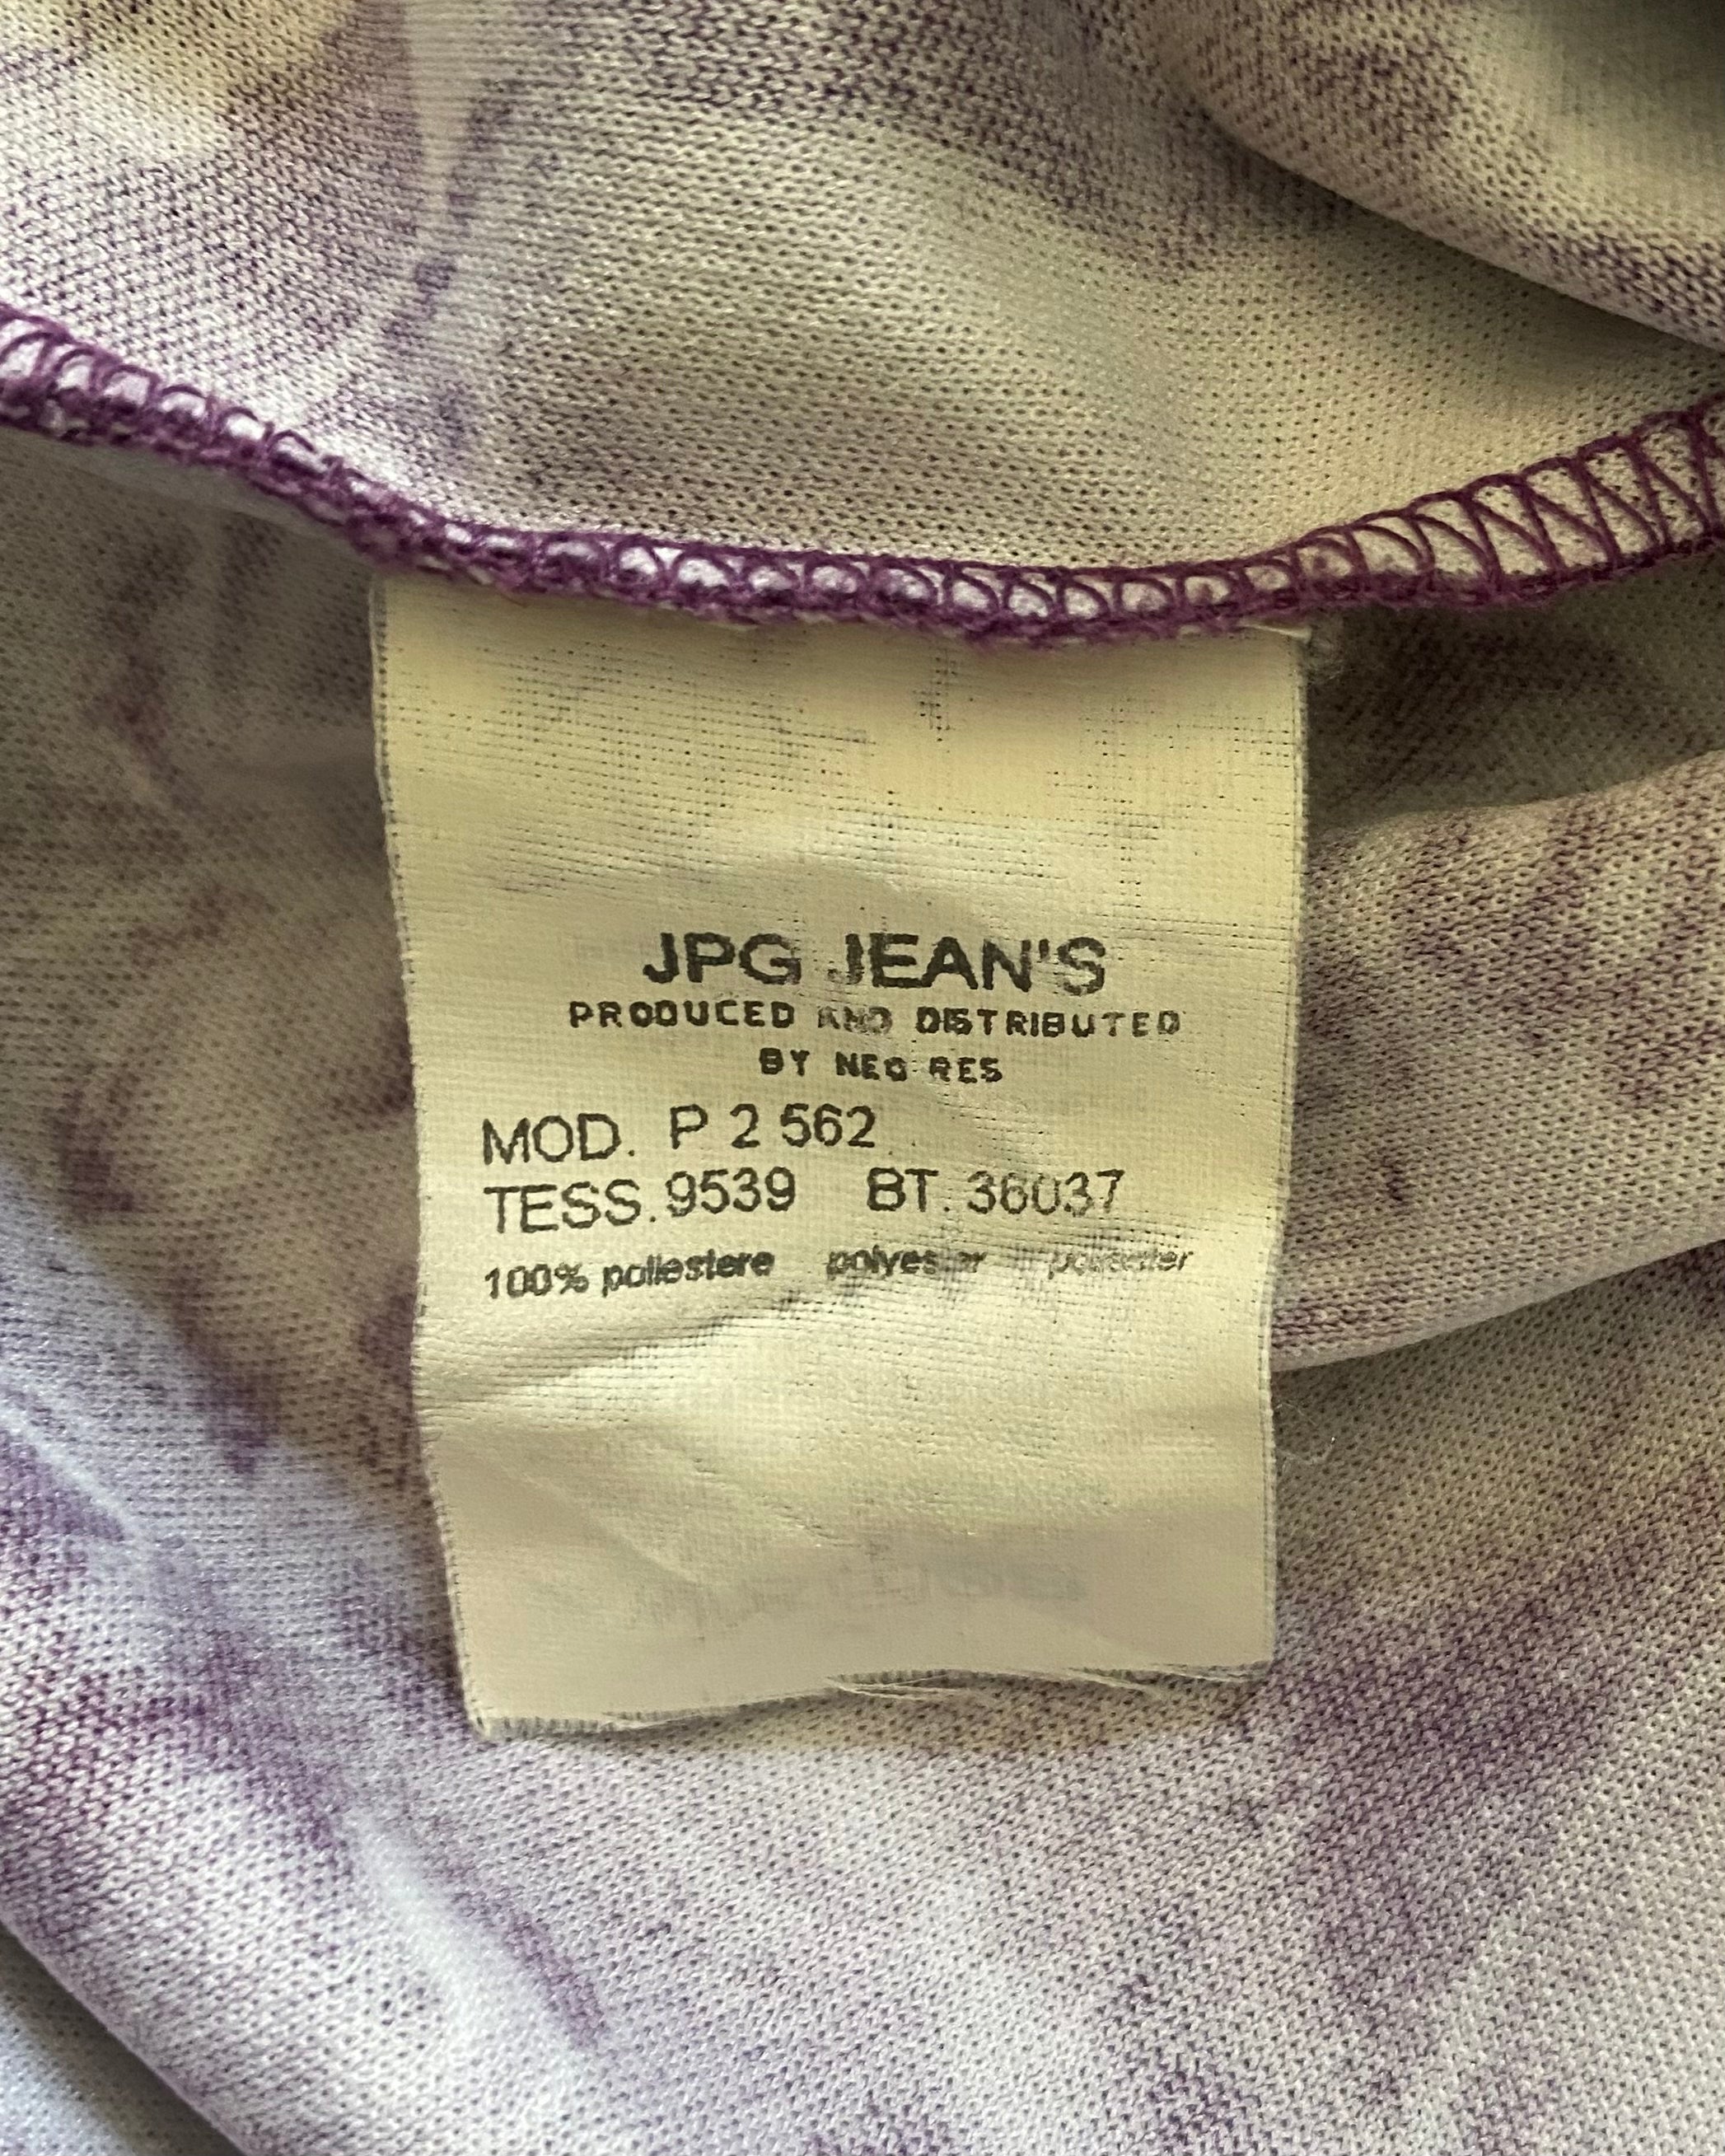 JPG JEAN'S
PRODUCED AND DISTRIBUTED
BY NEO RES
MOD. P 2 562
TESS. 9539 BT. 36037
100% poliestere polyester